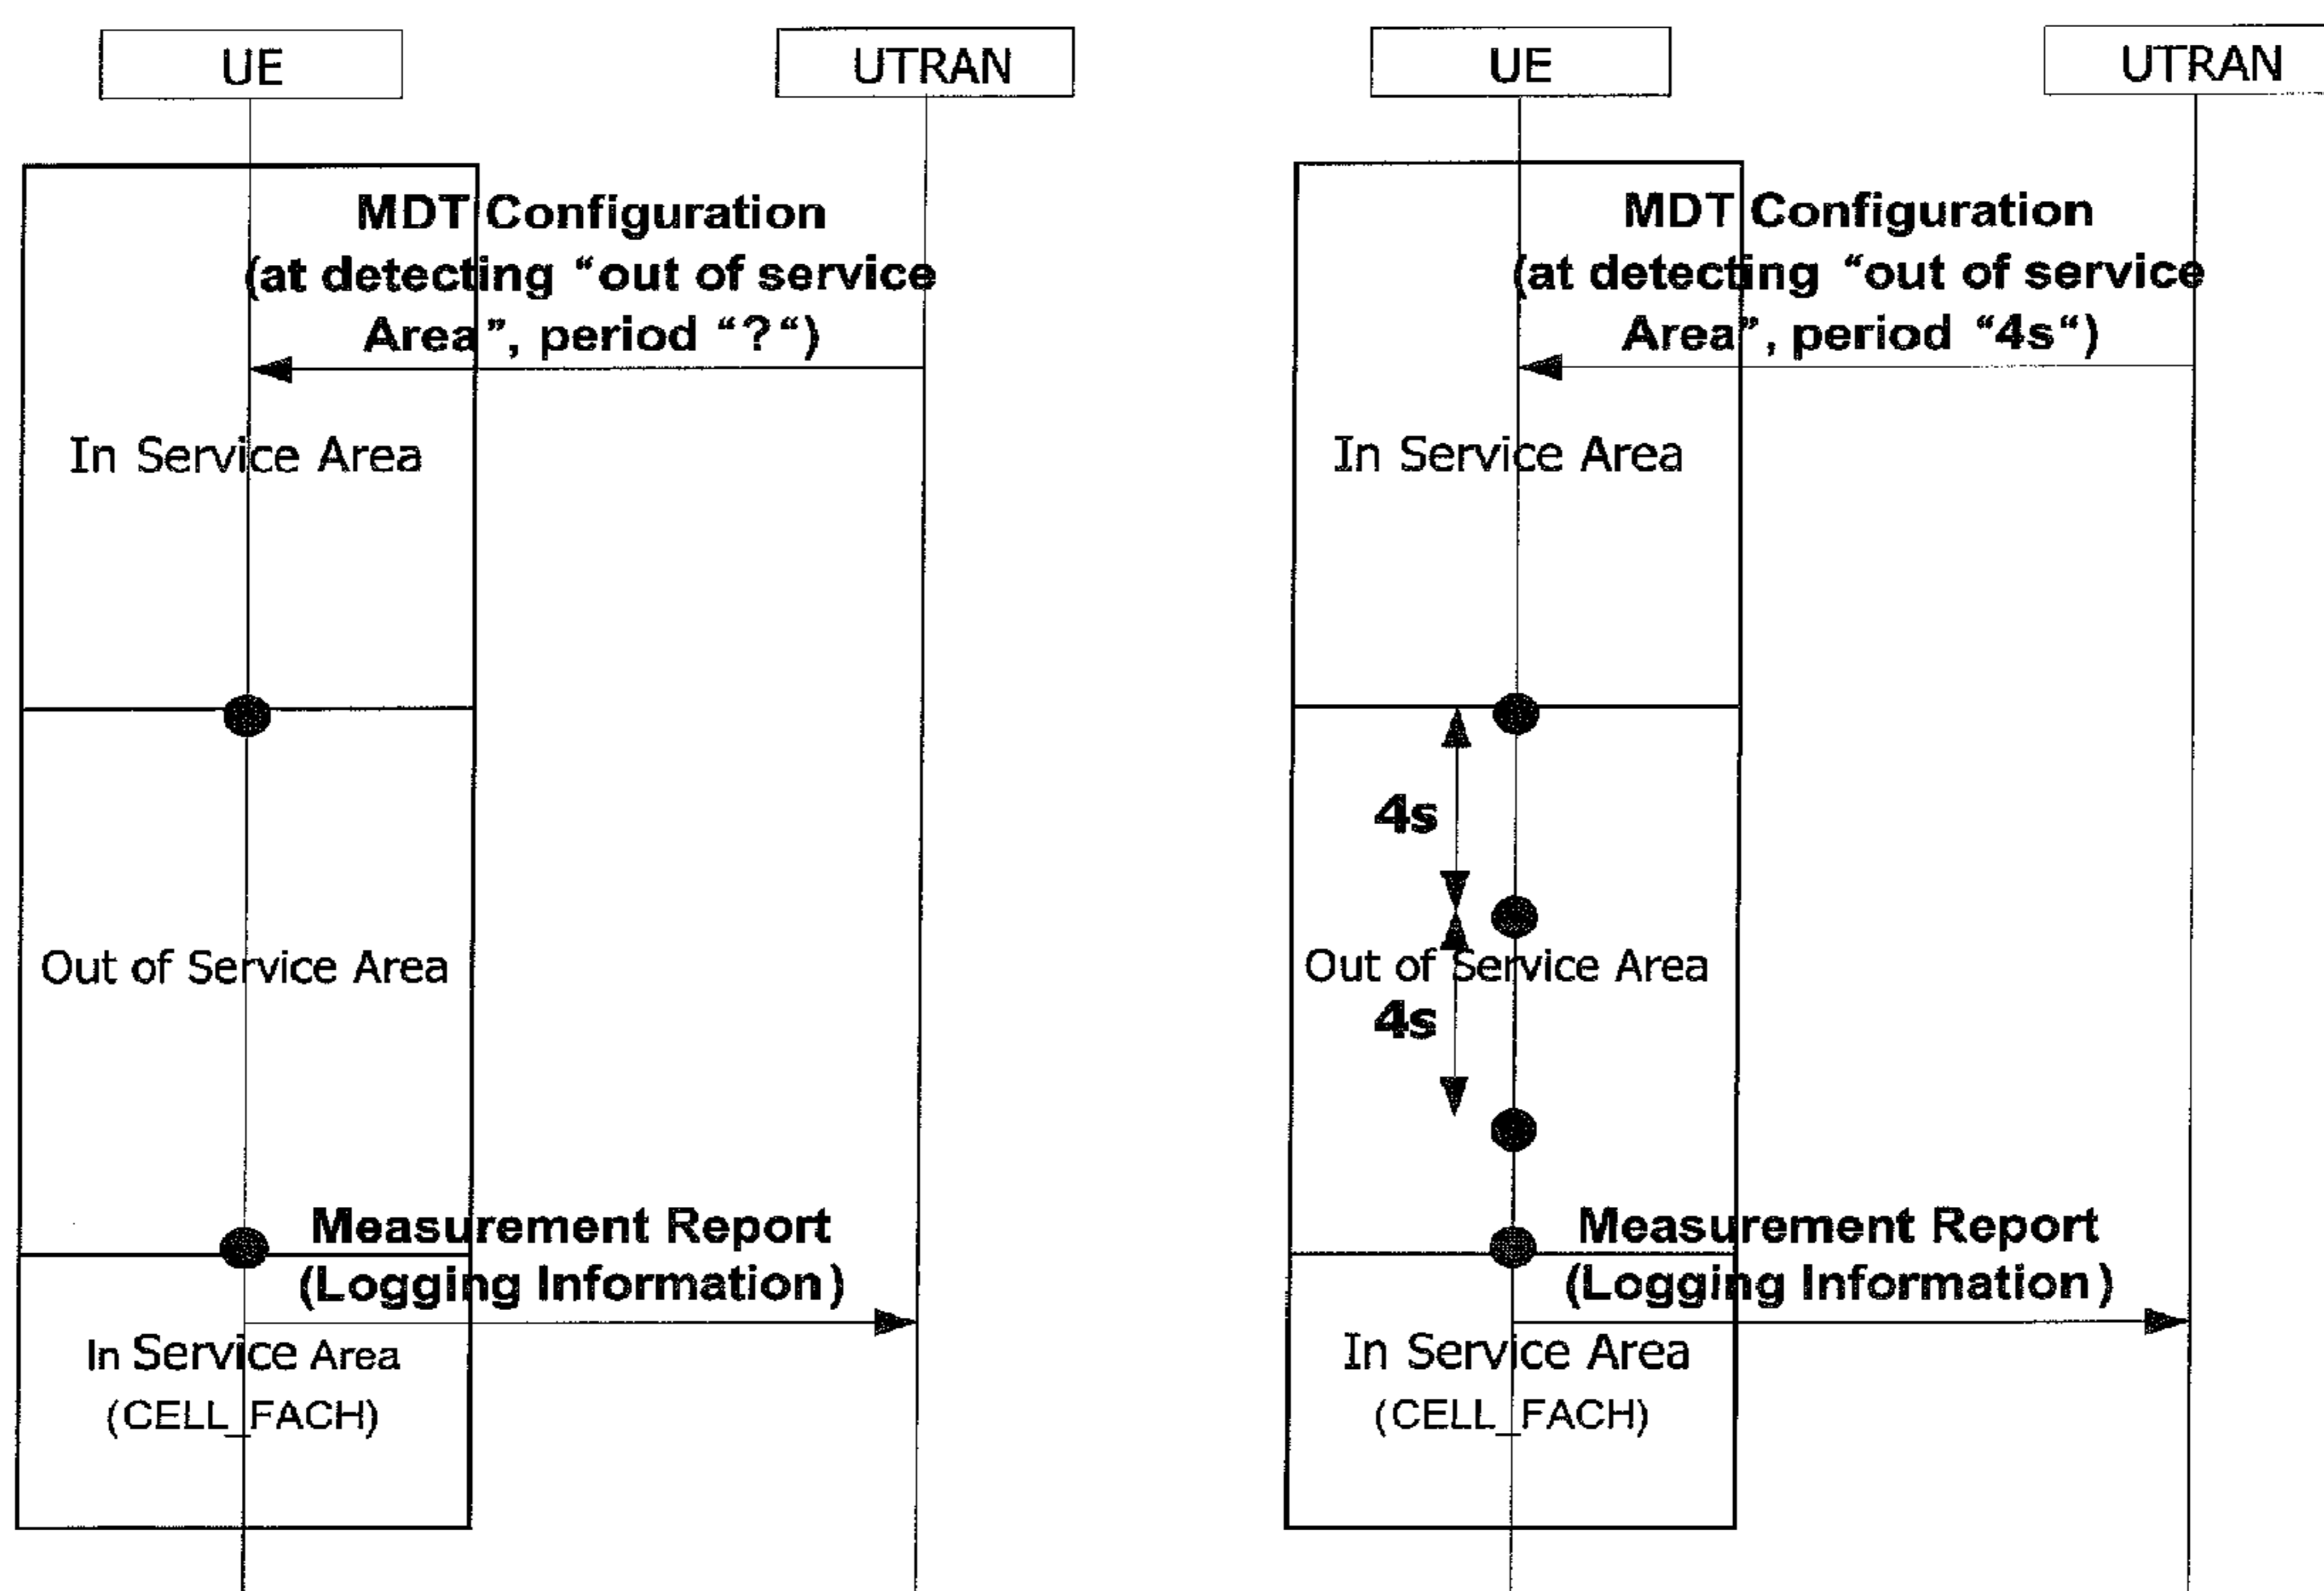 UE
UTRAN
MDT Configuration
(at detecting “out of service
Area”, period “?“)
In Service Area
Out of Service Area
Measurement Report
(Logging Information)
In Service Area
(CELL_FACH)
UE
UTRAN
MDT Configuration
(at detecting “out of service
Area”, period “4s“)
In Service Area
4s
Out of Service Area
4s
Measurement Report
(Logging Information)
In Service Area
(CELL_FACH)